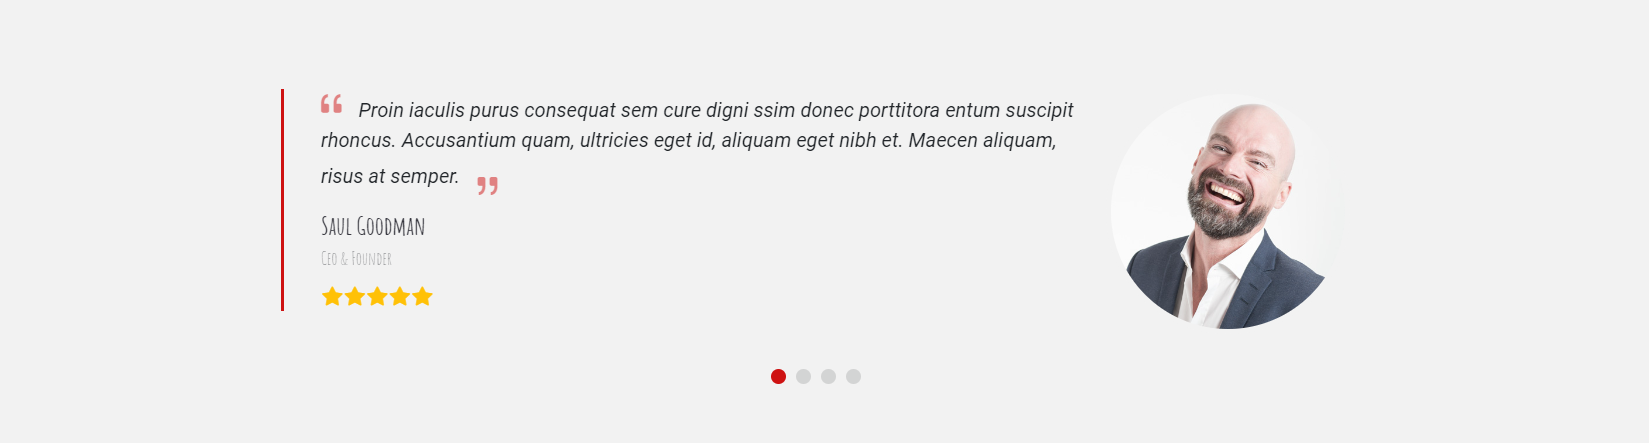 “ Proin iaculis purus consequat sem cure digni ssim donec porttitora entum suscipit
rhoncus. Accusantium quam, ultricies eget id, aliquam eget nibh et. Maecen aliquam,
risus at semper. ”
Saul Goodman
Ceo & Founder